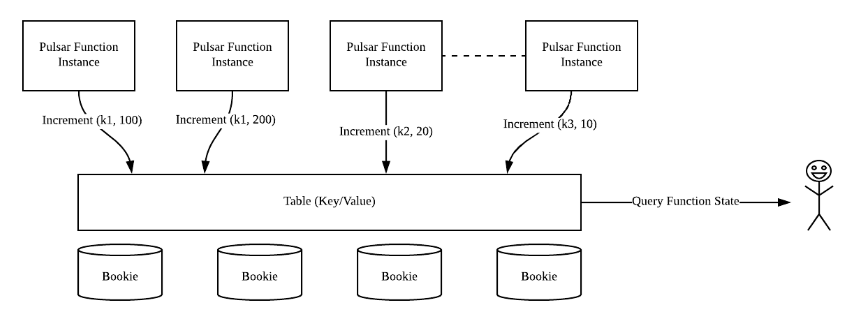 Pulsar Function
Instance
Pulsar Function
Instance
Pulsar Function
Instance
Pulsar Function
Instance
Increment (k1, 100)
Increment (k1, 200)
Increment (k2, 20)
Increment (k3, 10)
Table (Key/Value)
Query Function State
Bookie
Bookie
Bookie
Bookie